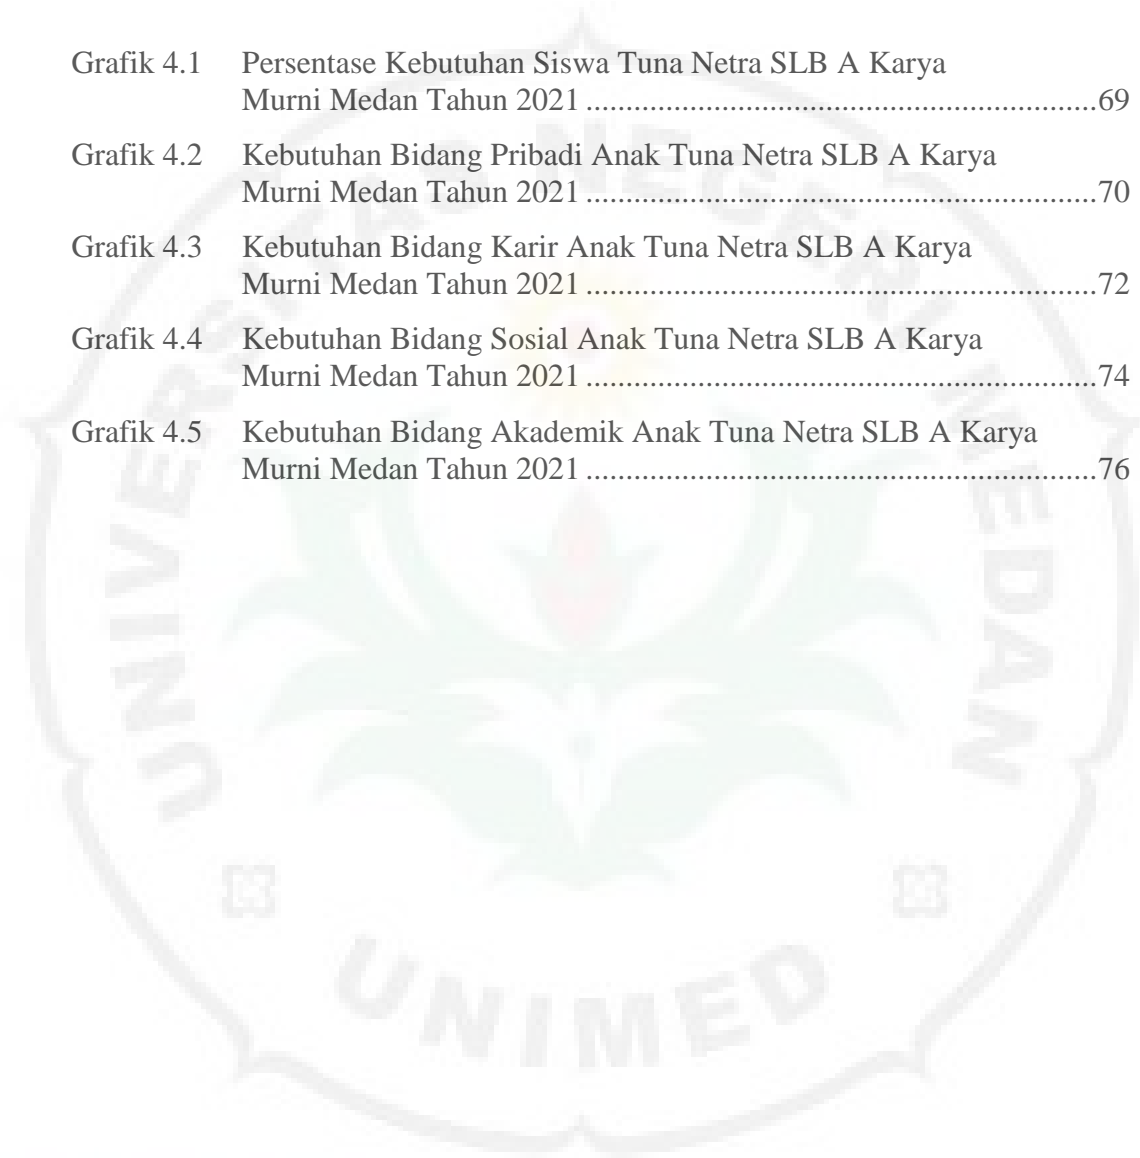 Grafik 4.1 Persentase Kebutuhan Siswa Tuna Netra SLB A Karya
Murni Medan Tahun 2021 ................................................................69
Grafik 4.2 Kebutuhan Bidang Pribadi Anak Tuna Netra SLB A Karya
Murni Medan Tahun 2021 ................................................................70
Grafik 4.3 Kebutuhan Bidang Karir Anak Tuna Netra SLB A Karya
Murni Medan Tahun 2021 ................................................................72
Grafik 4.4 Kebutuhan Bidang Sosial Anak Tuna Netra SLB A Karya
Murni Medan Tahun 2021 ................................................................74
Grafik 4.5 Kebutuhan Bidang Akademik Anak Tuna Netra SLB A Karya
Murni Medan Tahun 2021 ................................................................76
UNIVERSITAS NEGERI MEDAN
UNIMED